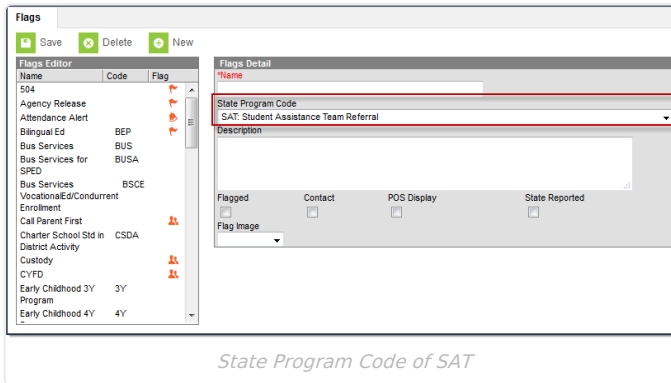 Flags
Save Delete New
Flags Editor
Name Code Flag
504
Agency Release
Attendance Alert
Bilingual Ed BEP
Bus Services BUS
Bus Services for BUSA
SPED
Bus Services BSCE
VocationalEd/Condurrent
Enrollment
Call Parent First
Charter School Std in CSDA
District Activity
Custody
CYFD
Early Childhood 3Y 3Y
Program
Early Childhood 4Y 4Y
Flags Detail
*Name
State Program Code
SAT: Student Assistance Team Referral
Description
Flagged Contact POS Display State Reported
Flag Image
State Program Code of SAT